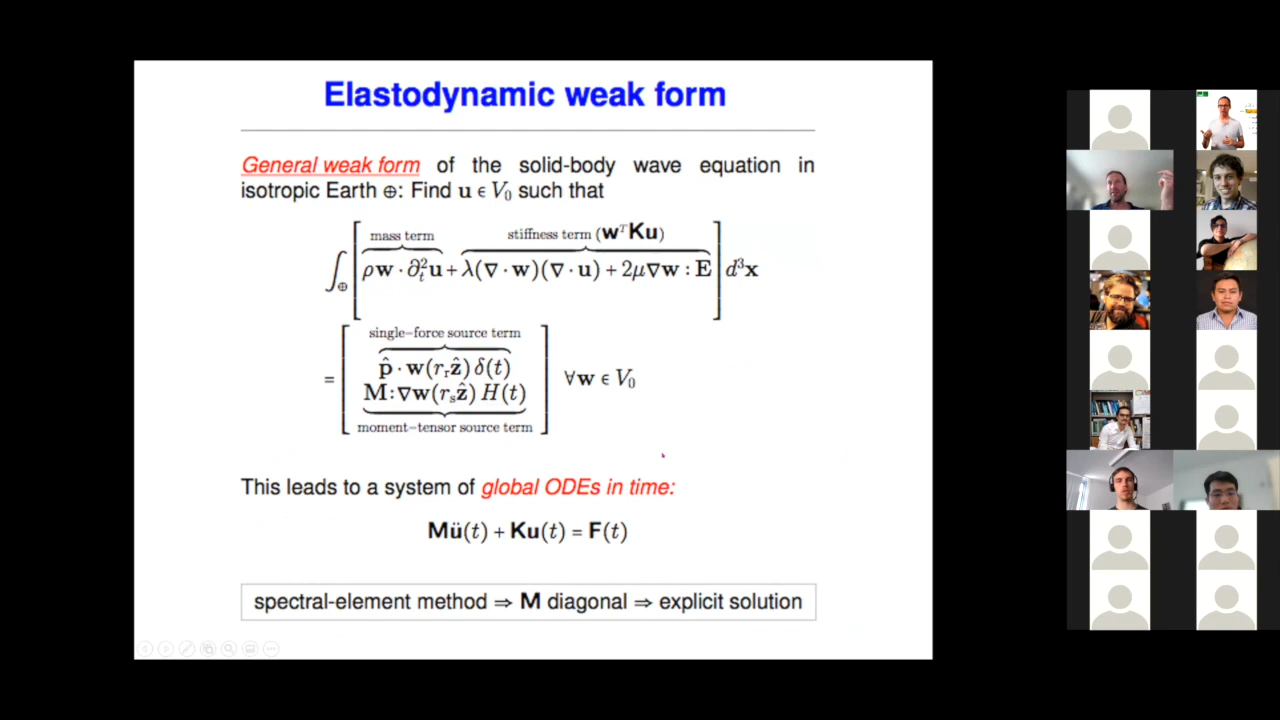 Elastodynamic weak form
General weak form of the solid-body wave equation in
isotropic Earth ⊕: Find u ϵ V₀ such that
mass term stiffness term (wᵀKu)
∫⊕ [ρw · ∂ₜ²u + λ(∇ · w)(∇ · u) + 2μ∇w : E] d³x
single−force source term
p̂ · w(rᵣẑ) δ(t)
= [ ] ∀w ϵ V₀
M:∇w(rₛẑ) H(t)
moment−tensor source term
This leads to a system of global ODEs in time:
Mü(t) + Ku(t) = F(t)
spectral-element method ⇒ M diagonal ⇒ explicit solution